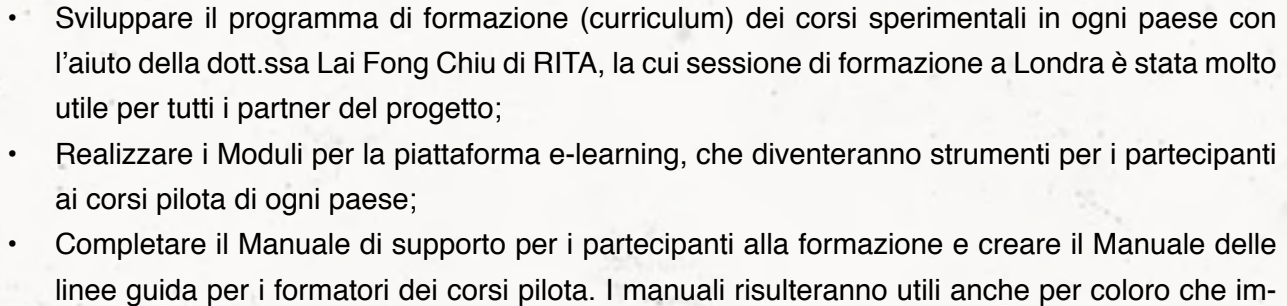 • Sviluppare il programma di formazione (curriculum) dei corsi sperimentali in ogni paese con
l’aiuto della dott.ssa Lai Fong Chiu di RITA, la cui sessione di formazione a Londra è stata molto
utile per tutti i partner del progetto;
• Realizzare i Moduli per la piattaforma e-learning, che diventeranno strumenti per i partecipanti
ai corsi pilota di ogni paese;
• Completare il Manuale di supporto per i partecipanti alla formazione e creare il Manuale delle
linee guida per i formatori dei corsi pilota. I manuali risulteranno utili anche per coloro che im-